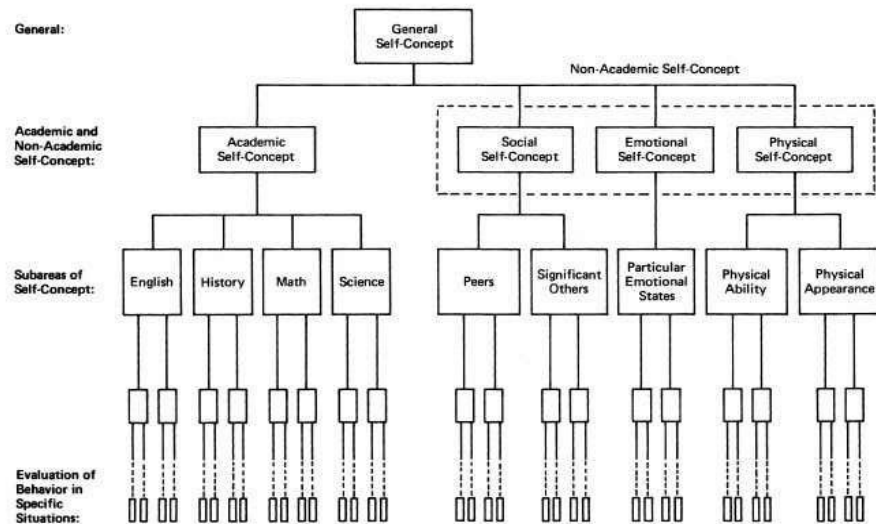 General:
General
Self-Concept
Non-Academic Self-Concept
Academic and
Non-Academic
Self-Concept:
Academic
Self-Concept
Social
Self-Concept
Emotional
Self-Concept
Physical
Self-Concept
Subareas of
Self-Concept:
English
History
Math
Science
Peers
Significant
Others
Particular
Emotional
States
Physical
Ability
Physical
Appearance
Evaluation of
Behavior in
Specific
Situations: